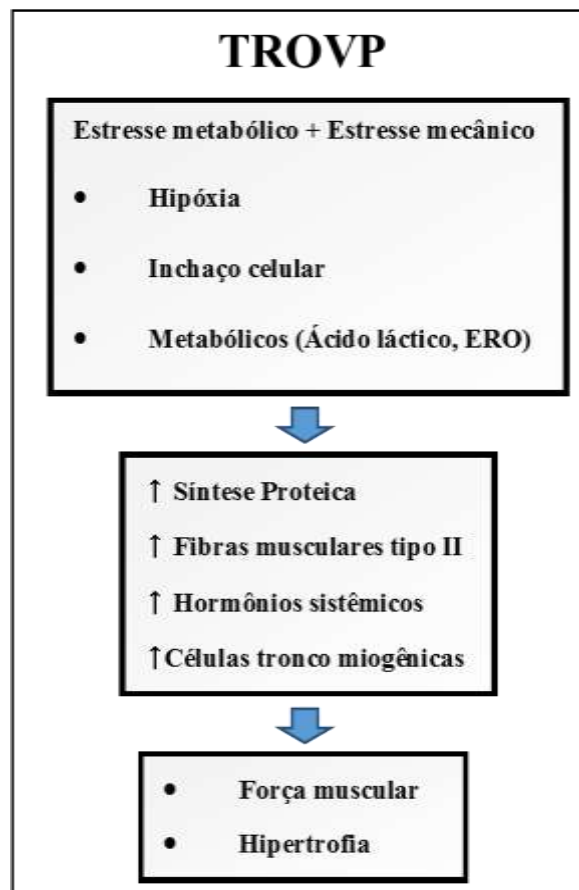 TROVP
Estresse metabólico + Estresse mecânico
• Hipóxia
• Inchaço celular
• Metabólicos (Ácido láctico, ERO)
↑ Síntese Proteica
↑ Fibras musculares tipo II
↑ Hormônios sistêmicos
↑Células tronco miogênicas
• Força muscular
• Hipertrofia